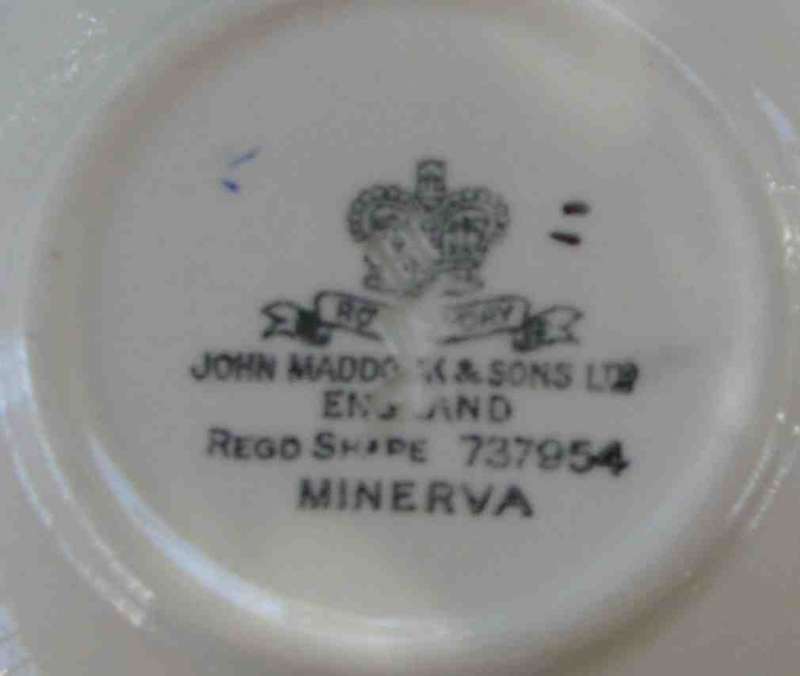 JOHN MADDOCK & SONS LTD
ENGLAND
REGD SHAPE 737954
MINERVA